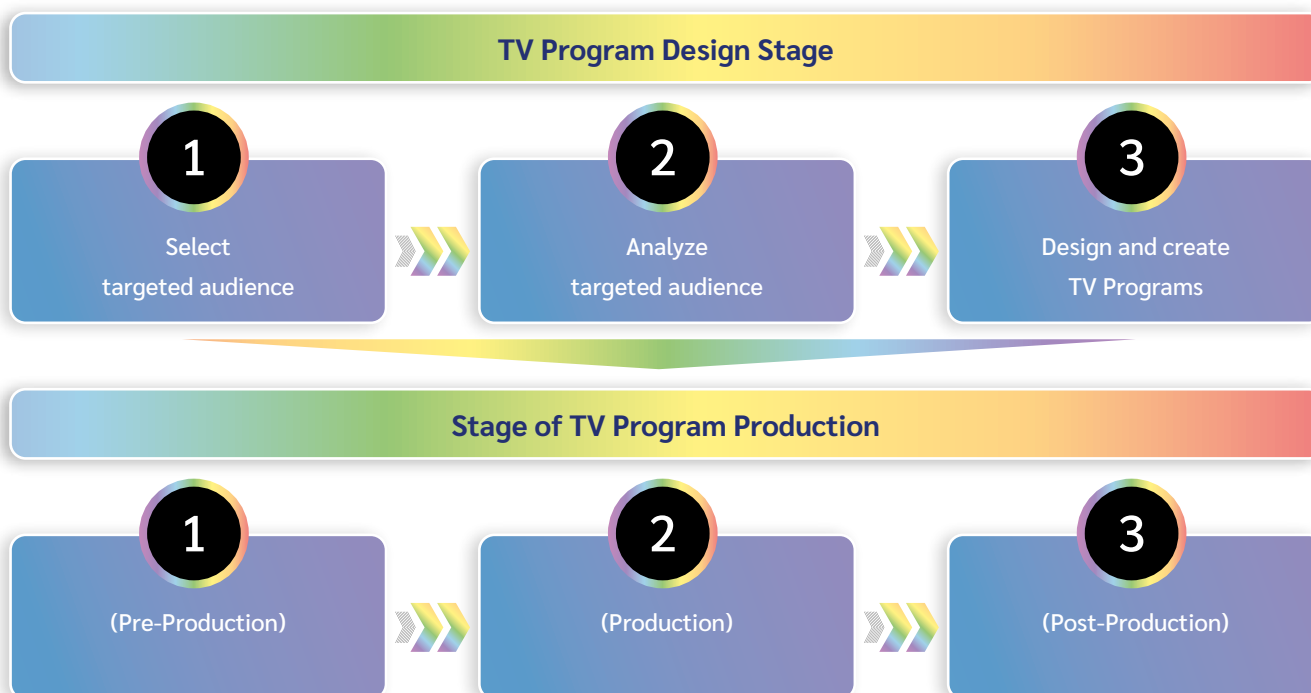 TV Program Design Stage
1
2
3
Select
targeted audience
Analyze
targeted audience
Design and create
TV Programs
Stage of TV Program Production
1
2
3
(Pre-Production)
(Production)
(Post-Production)